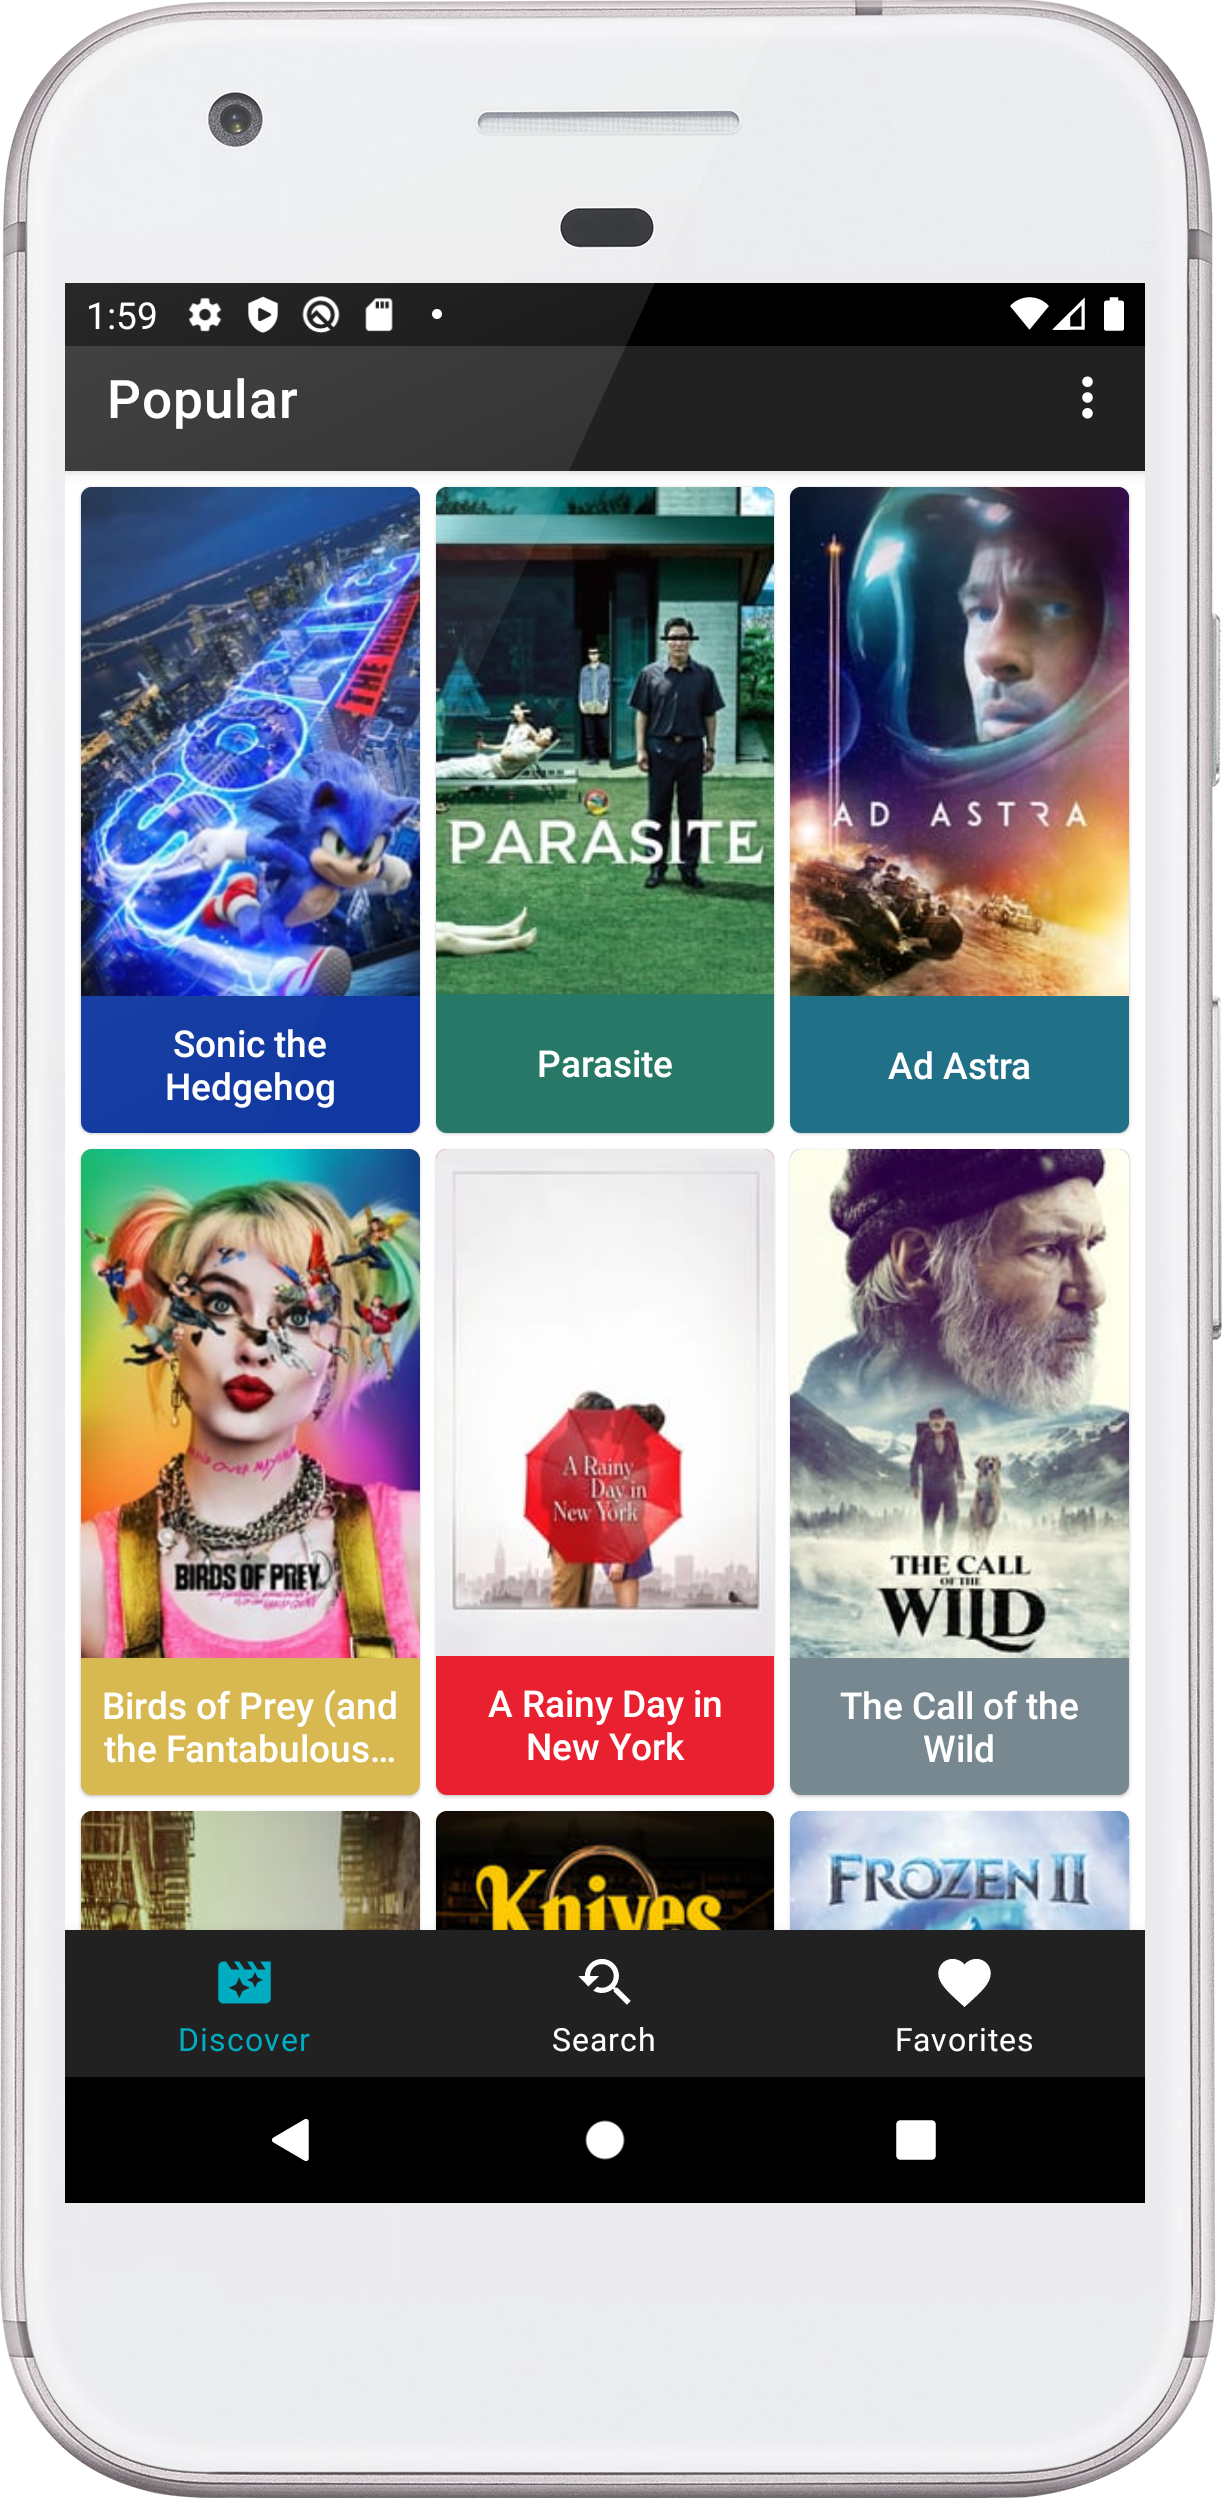 1:59
Popular
SONIC
THE HEDGEHOG
PARASITE
AD ASTRA
Sonic the
Hedgehog
Parasite
Ad Astra
BIRDS OF PREY
A Rainy
Day in
New York
THE CALL
OF THE
WILD
Birds of Prey (and
the Fantabulous...
A Rainy Day in
New York
The Call of the
Wild
Knives
FROZEN II
Discover
Search
Favorites